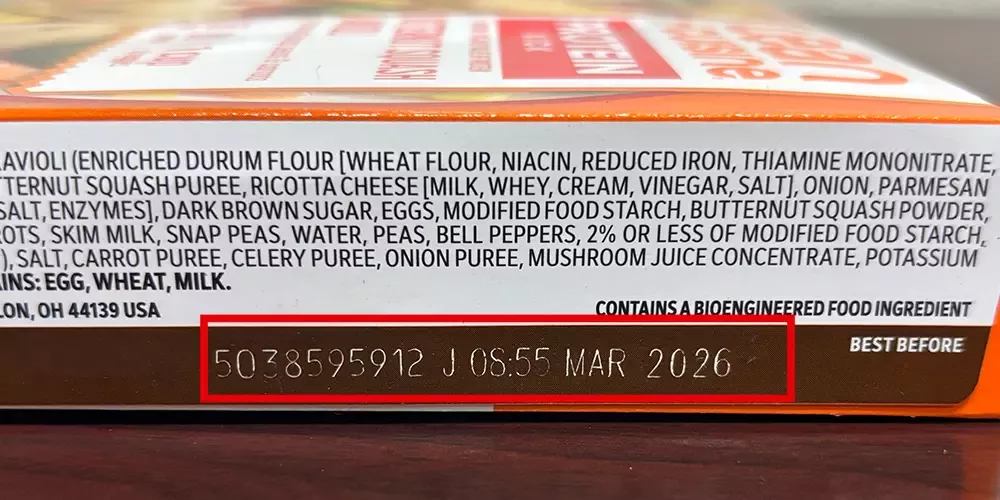 AVIOLI (ENRICHED DURUM FLOUR [WHEAT FLOUR, NIACIN, REDUCED IRON, THIAMINE MONONITRATE,
TTERNUT SQUASH PUREE, RICOTTA CHEESE [MILK, WHEY, CREAM, VINEGAR, SALT], ONION, PARMESAN
SALT, ENZYMES], DARK BROWN SUGAR, EGGS, MODIFIED FOOD STARCH, BUTTERNUT SQUASH POWDER,
ROTS, SKIM MILK, SNAP PEAS, WATER, PEAS, BELL PEPPERS, 2% OR LESS OF MODIFIED FOOD STARCH,
), SALT, CARROT PUREE, CELERY PUREE, ONION PUREE, MUSHROOM JUICE CONCENTRATE, POTASSIUM
INS: EGG, WHEAT, MILK.
LON, OH 44139 USA
CONTAINS A BIOENGINEERED FOOD INGREDIENT
BEST BEFORE
5038595912 J 08:55 MAR 2026